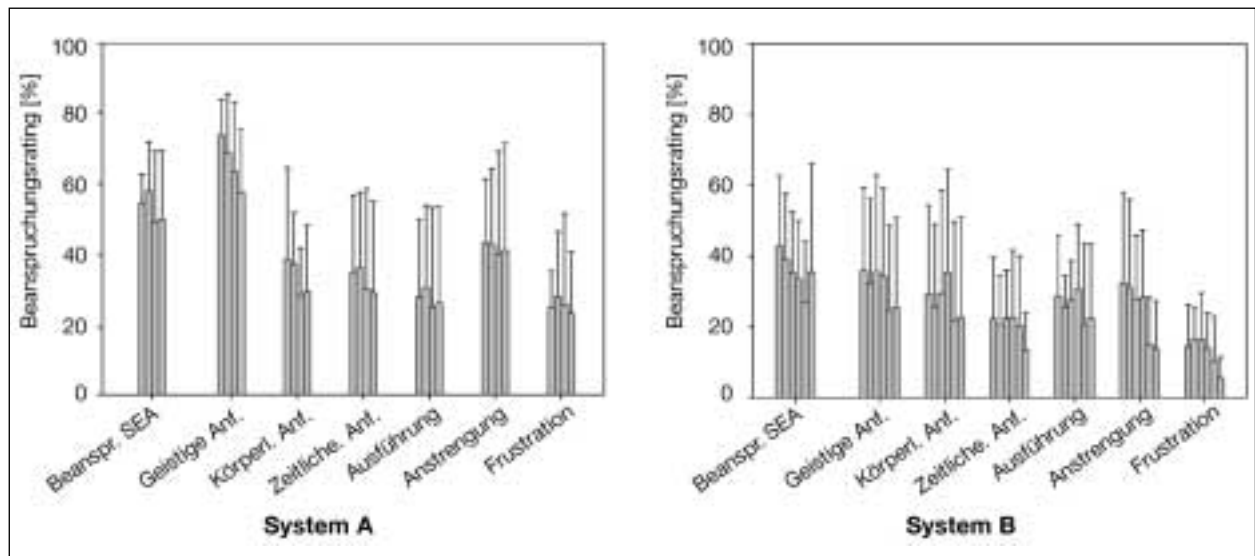 Beanspruchungsrating [%]
100
80
60
40
20
0
Beanspr. SEA
Geistige Anf.
Körperl. Anf.
Zeitliche. Anf.
Ausführung
Anstrengung
Frustration
System A
Beanspruchungsrating [%]
100
80
60
40
20
0
Beanspr. SEA
Geistige Anf.
Körperl. Anf.
Zeitliche. Anf.
Ausführung
Anstrengung
Frustration
System B